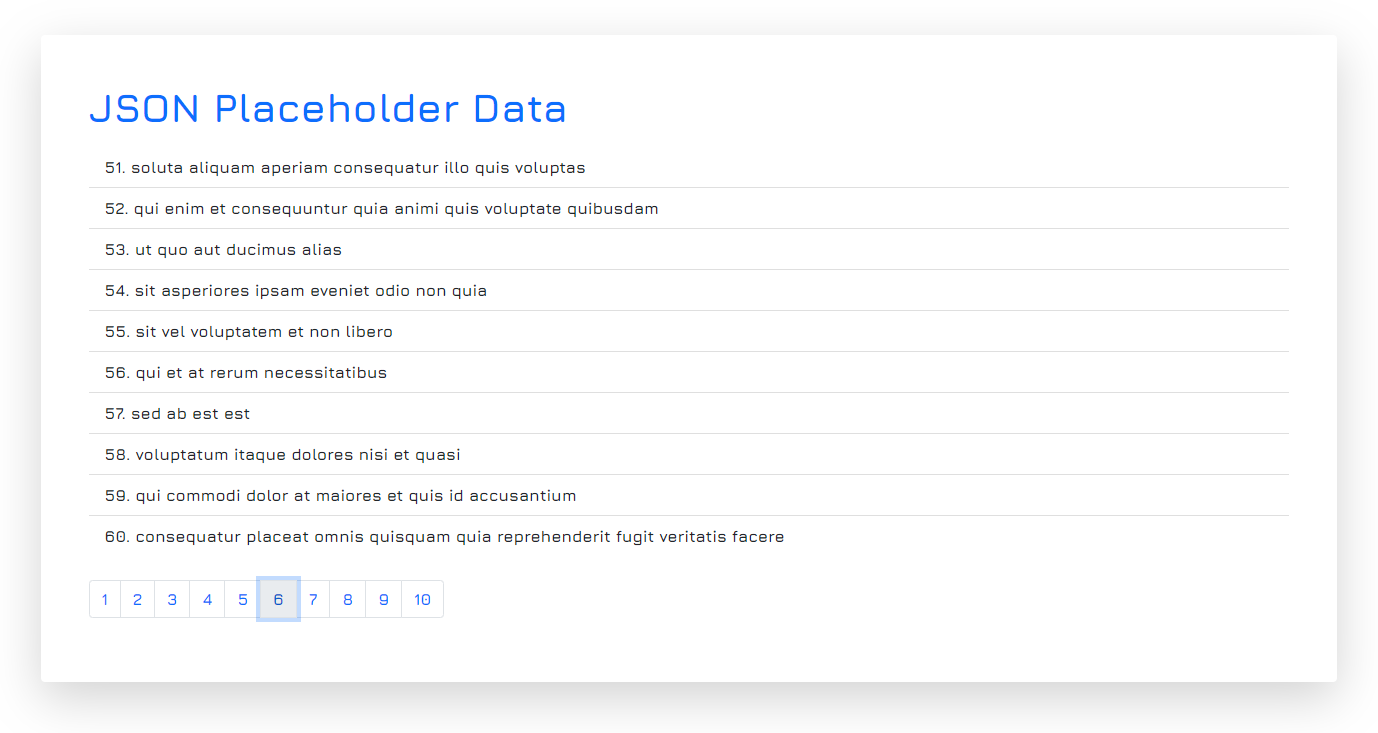 JSON Placeholder Data
51. soluta aliquam aperiam consequatur illo quis voluptas
52. qui enim et consequuntur quia animi quis voluptate quibusdam
53. ut quo aut ducimus alias
54. sit asperiores ipsam eveniet odio non quia
55. sit vel voluptatem et non libero
56. qui et at rerum necessitatibus
57. sed ab est est
58. voluptatum itaque dolores nisi et quasi
59. qui commodi dolor at maiores et quis id accusantium
60. consequatur placeat omnis quisquam quia reprehenderit fugit veritatis facere
1 2 3 4 5 6 7 8 9 10